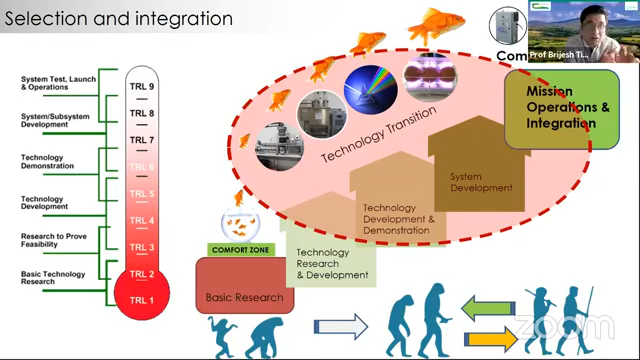 Selection and integration
System Test, Launch
& Operations
System/Subsystem
Development
Technology
Demonstration
Technology
Development
Research to Prove
Feasibility
Basic Technology
Research
TRL 9
TRL 8
TRL 7
TRL 6
TRL 5
TRL 4
TRL 3
TRL 2
TRL 1
Technology Transition
COMFORT ZONE
Basic Research
Technology
Research
& Development
Technology
Development &
Demonstration
System
Development
Mission
Operations &
Integration
Com
Prof Brijesh Ti...
zoom